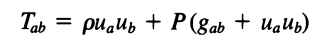 T_{ab} = ρu_a u_b + P(g_{ab} + u_a u_b)